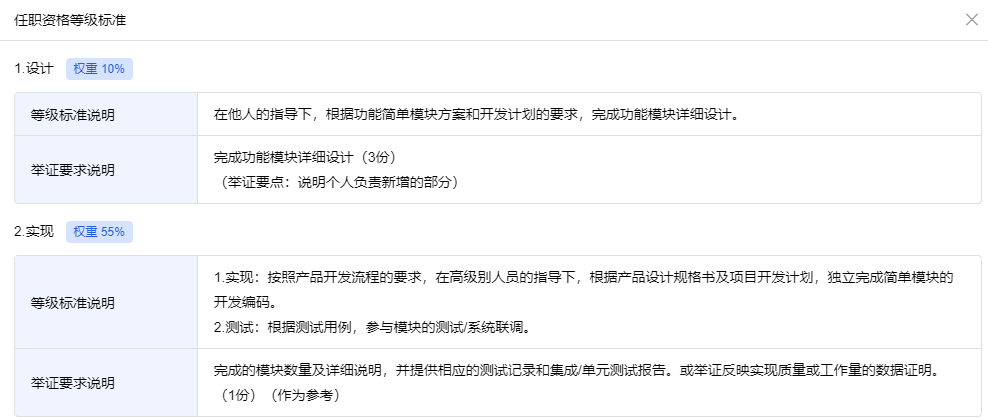 任职资格等级标准
1.设计 权重 10%
等级标准说明
在他人的指导下，根据功能简单模块方案和开发计划的要求，完成功能模块详细设计。
举证要求说明
完成功能模块详细设计（3份）
（举证要点：说明个人负责新增的部分）
2.实现 权重 55%
等级标准说明
1.实现：按照产品开发流程的要求，在高级别人员的指导下，根据产品设计规格书及项目开发计划，独立完成简单模块的
开发编码。
2.测试：根据测试用例，参与模块的测试/系统联调。
举证要求说明
完成的模块数量及详细说明，并提供相应的测试记录和集成/单元测试报告。或举证反映实现质量或工作量的数据证明。
（1份）（作为参考）